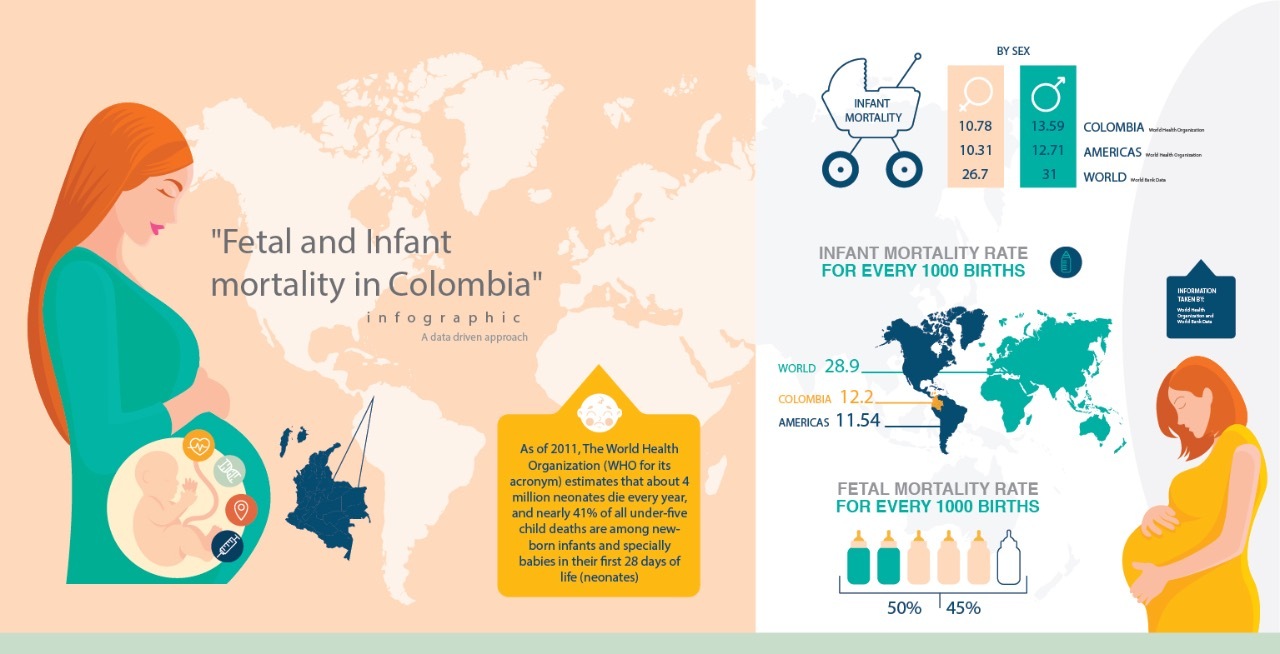 "Fetal and Infant
mortality in Colombia"
infographic
A data driven approach
As of 2011, The World Health
Organization (WHO for its
acronym) estimates that about 4
million neonates die every year,
and nearly 41% of all under-five
child deaths are among new-
born infants and specially
babies in their first 28 days of
life (neonates)
BY SEX
INFANT
MORTALITY
10.78 13.59 COLOMBIA World Health Organization
10.31 12.71 AMERICAS World Health Organization
26.7 31 WORLD World Bank Data
INFANT MORTALITY RATE
FOR EVERY 1000 BIRTHS
INFORMATION
TAKEN BY:
World Health
Organization and
World Bank Data
WORLD 28.9
COLOMBIA 12.2
AMERICAS 11.54
FETAL MORTALITY RATE
FOR EVERY 1000 BIRTHS
50% 45%